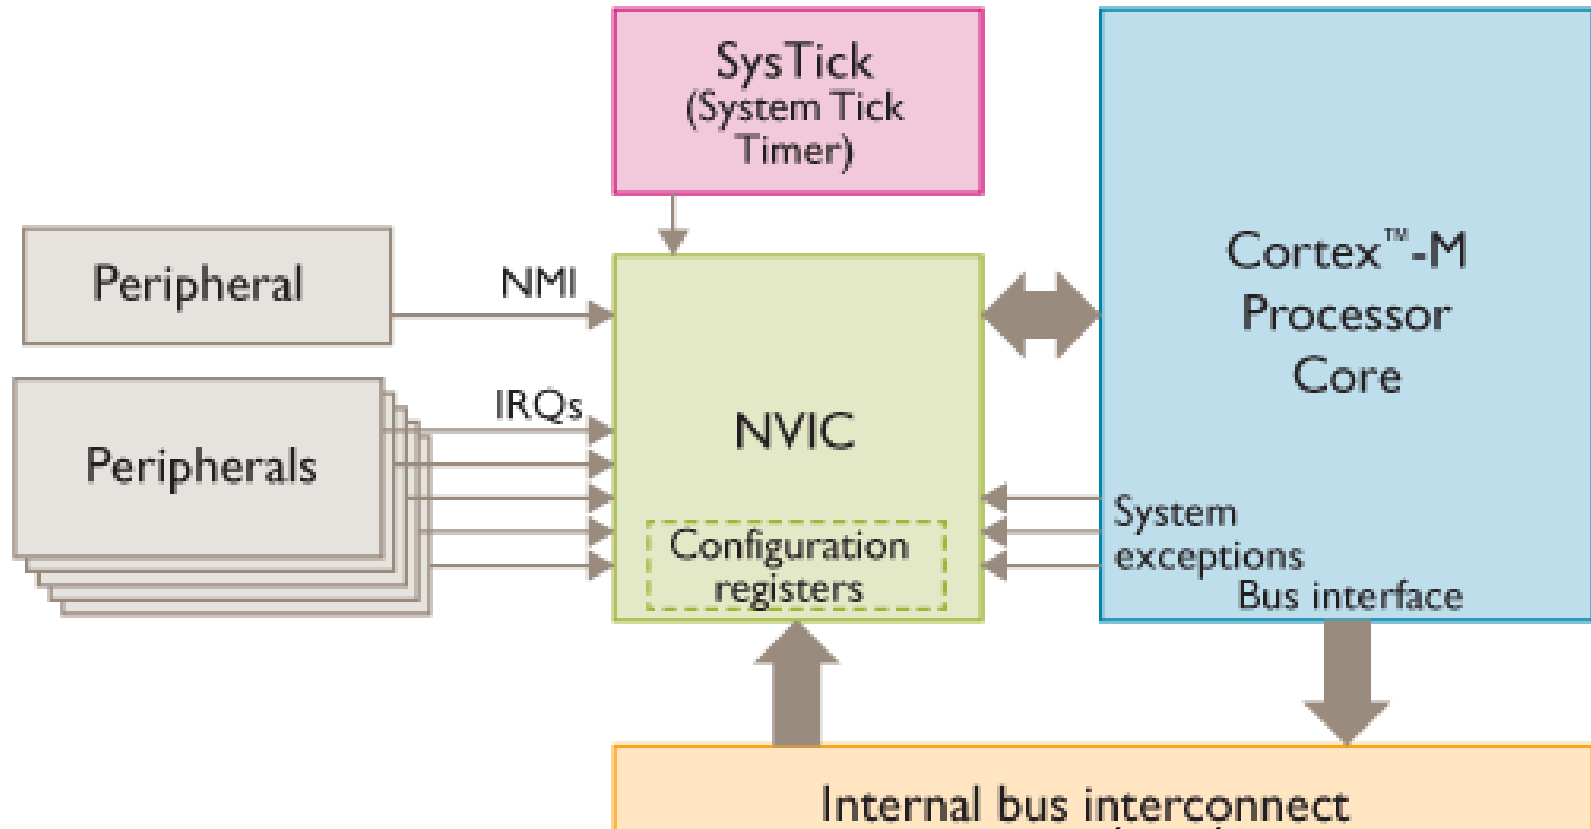 SysTick
(System Tick
Timer)
Cortex™-M
Processor
Core
Peripheral
NMI
IRQs
Peripherals
NVIC
System
exceptions
Configuration
registers
Bus interface
Internal bus interconnect